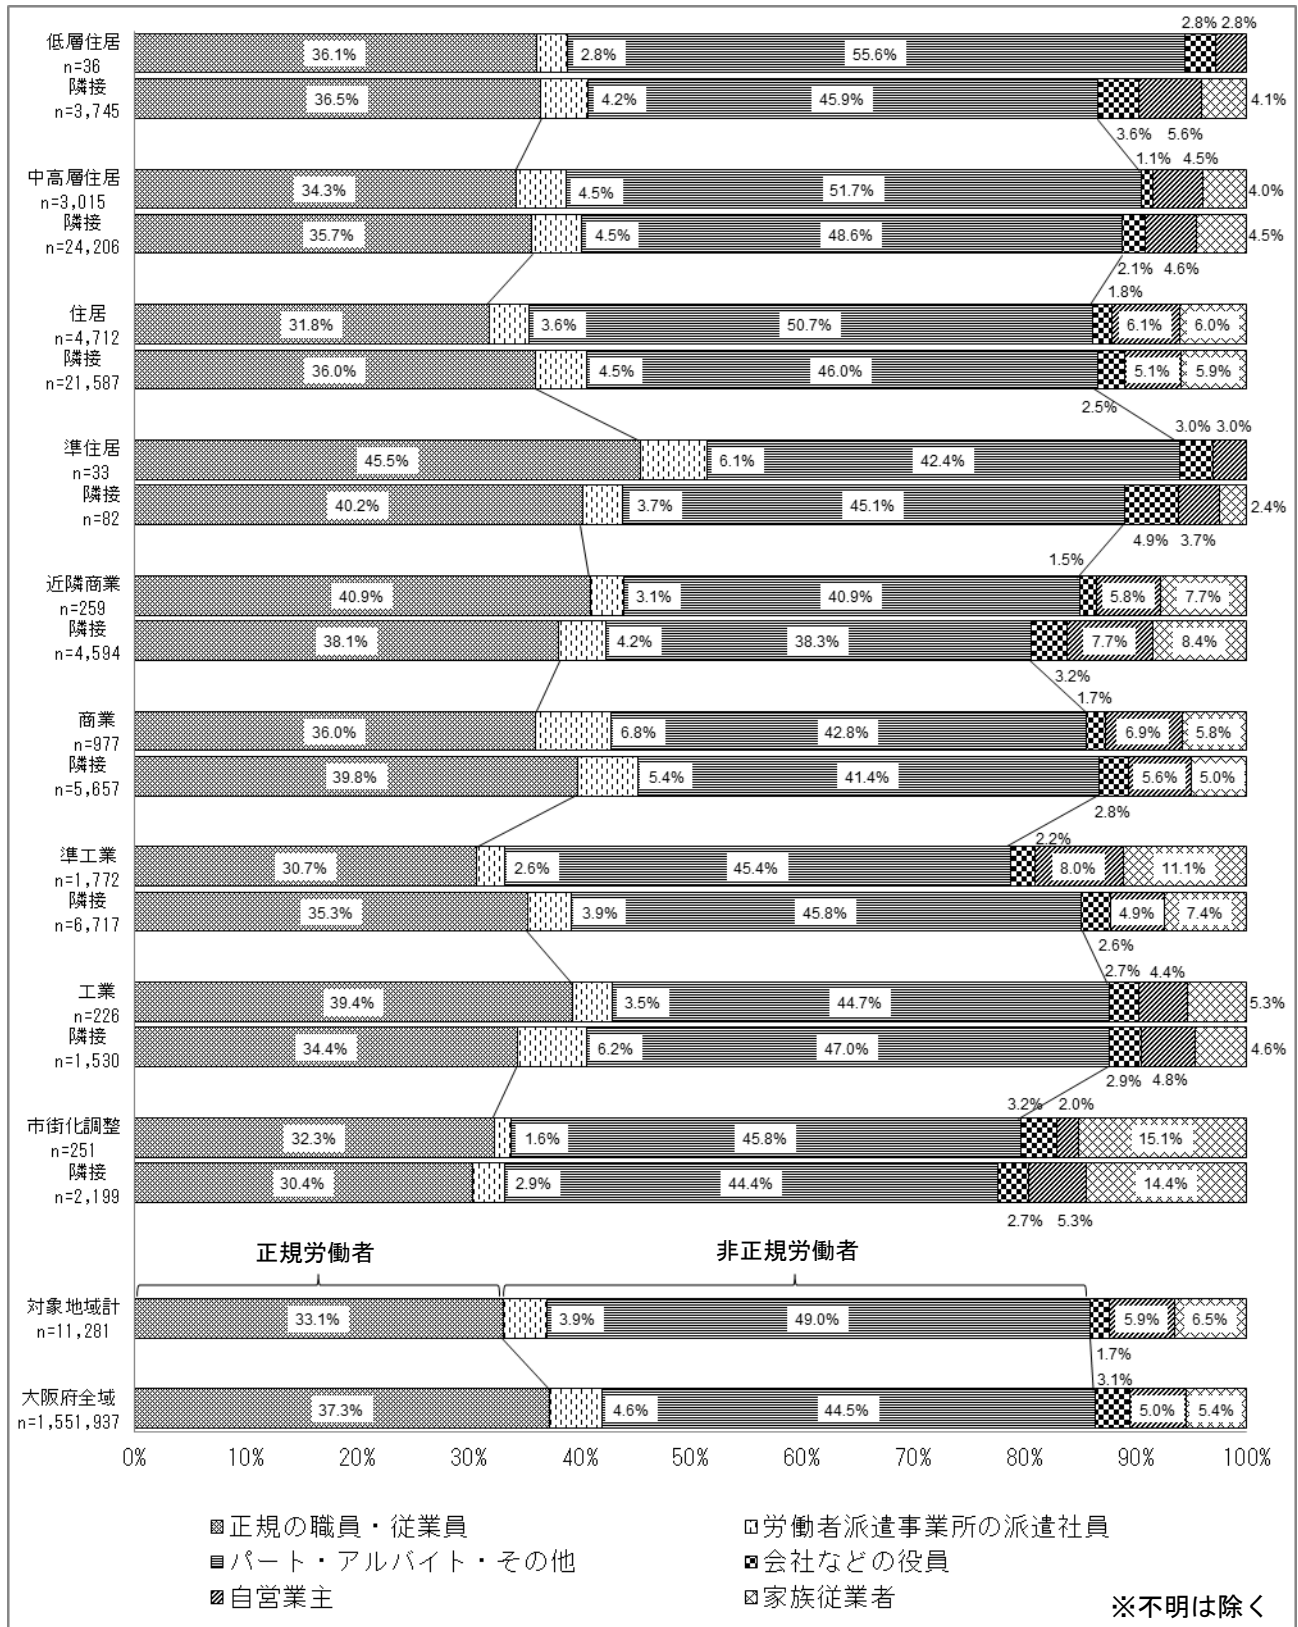 2.8% 2.8%
低層住居
n=36
36.1% 2.8% 55.6%
隣接
n=3,745
36.5% 4.2% 45.9% 4.1%
3.6% 5.6%
1.1% 4.5%
中高層住居
n=3,015
34.3% 4.5% 51.7% 4.0%
隣接
n=24,206
35.7% 4.5% 48.6% 4.5%
2.1% 4.6%
1.8%
住居
n=4,712
31.8% 3.6% 50.7% 6.1% 6.0%
隣接
n=21,587
36.0% 4.5% 46.0% 5.1% 5.9%
2.5%
3.0% 3.0%
準住居
n=33
45.5% 6.1% 42.4%
隣接
n=82
40.2% 3.7% 45.1% 2.4%
4.9% 3.7%
1.5%
近隣商業
n=259
40.9% 3.1% 40.9% 5.8% 7.7%
隣接
n=4,594
38.1% 4.2% 38.3% 7.7% 8.4%
3.2%
1.7%
商業
n=977
36.0% 6.8% 42.8% 6.9% 5.8%
隣接
n=5,657
39.8% 5.4% 41.4% 5.6% 5.0%
2.8%
2.2%
準工業
n=1,772
30.7% 2.6% 45.4% 8.0% 11.1%
隣接
n=6,717
35.3% 3.9% 45.8% 4.9% 7.4%
2.6%
2.7% 4.4%
工業
n=226
39.4% 3.5% 44.7% 5.3%
隣接
n=1,530
34.4% 6.2% 47.0% 4.6%
2.9% 4.8%
3.2% 2.0%
市街化調整
n=251
32.3% 1.6% 45.8% 15.1%
隣接
n=2,199
30.4% 2.9% 44.4% 14.4%
2.7% 5.3%
正規労働者 非正規労働者
対象地域計
n=11,281
33.1% 3.9% 49.0% 5.9% 6.5%
1.7%
3.1%
大阪府全域
n=1,551,937
37.3% 4.6% 44.5% 5.0% 5.4%
0% 10% 20% 30% 40% 50% 60% 70% 80% 90% 100%
正規の職員・従業員 労働者派遣事業所の派遣社員
パート・アルバイト・その他 会社などの役員
自営業主 家族従業者
※不明は除く